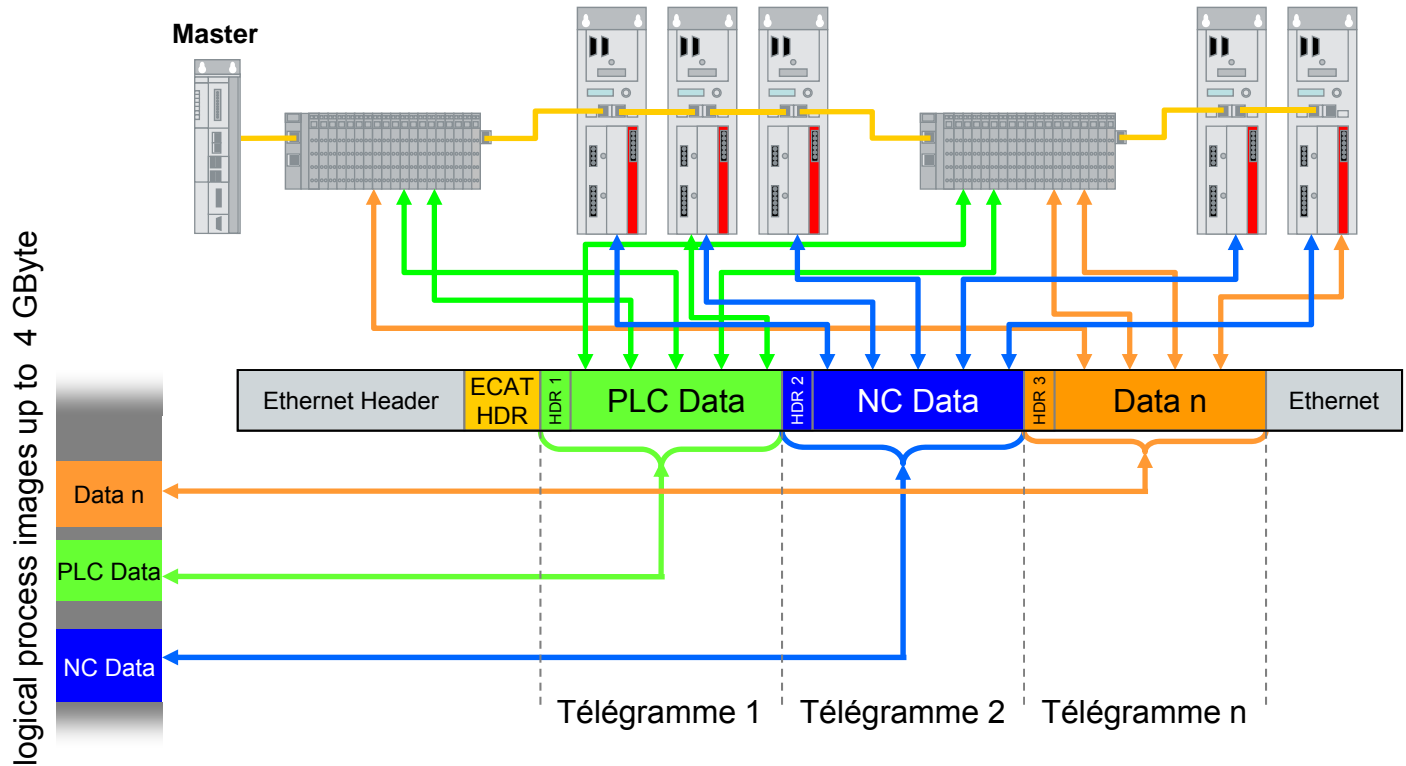 Master
logical process images up to 4 GByte
Ethernet Header
ECAT
HDR
HDR 1
PLC Data
HDR 2
NC Data
HDR 3
Data n
Ethernet
Data n
PLC Data
NC Data
Télégramme 1
Télégramme 2
Télégramme n